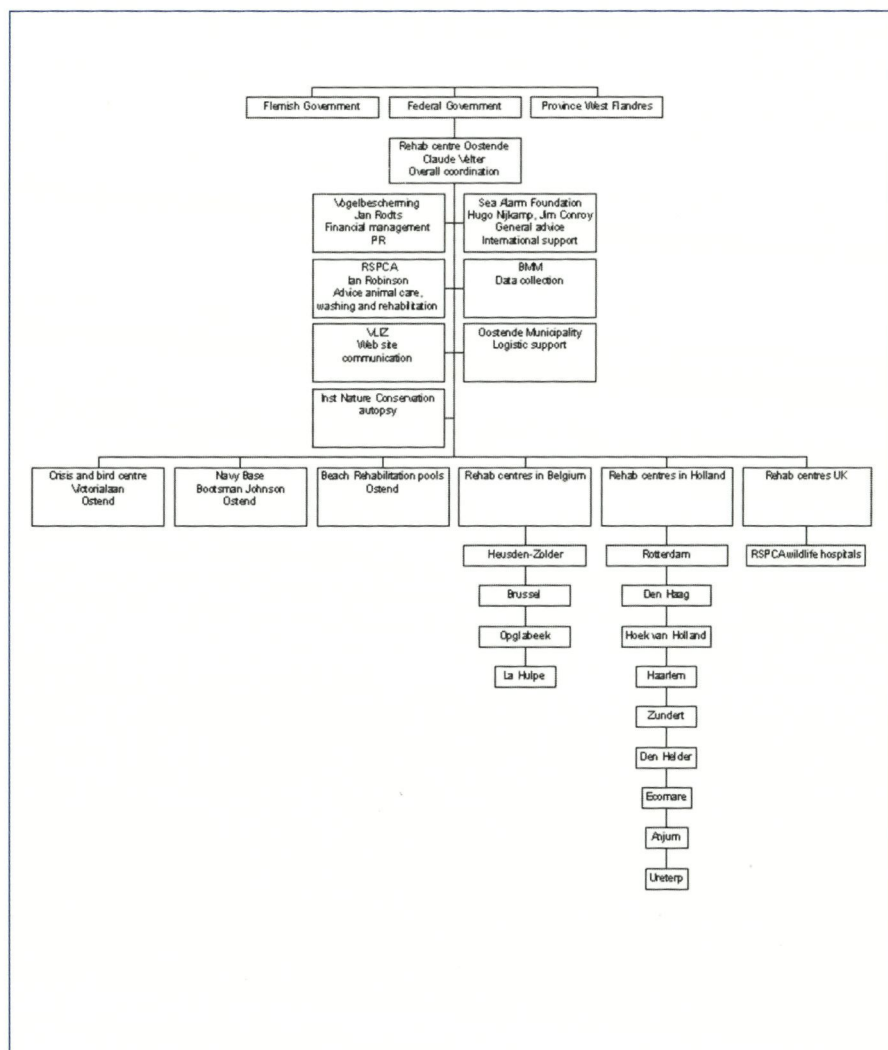 Flemish Government
Federal Government
Province West Flandres
Rehab centre Oostende
Claude Velter
Overall coordination
Vogelbescherming
Jan Rodts
Financial management
PR
Sea Alarm Foundation
Hugo Nijkamp, Jim Conroy
General advice
International support
RSPCA
Ian Robinson
Advice animal care,
washing and rehabilitation
BMM
Data collection
VLIZ
Web site
communication
Oostende Municipality
Logistic support
Inst Nature Conservation
autopsy
Crisis and bird centre
Victorialaan
Ostend
Navy Base
Bootsman Johnson
Ostend
Beach Rehabilitation pools
Ostend
Rehab centres in Belgium
Rehab centres in Holland
Rehab centres UK
Heusden-Zolder
Brussel
Opglabeek
La Hulpe
Rotterdam
Den Haag
Hoek van Holland
Haarlem
Zundert
Den Helder
Ecomare
Anjum
Ureterp
RSPCA wildlife hospitals